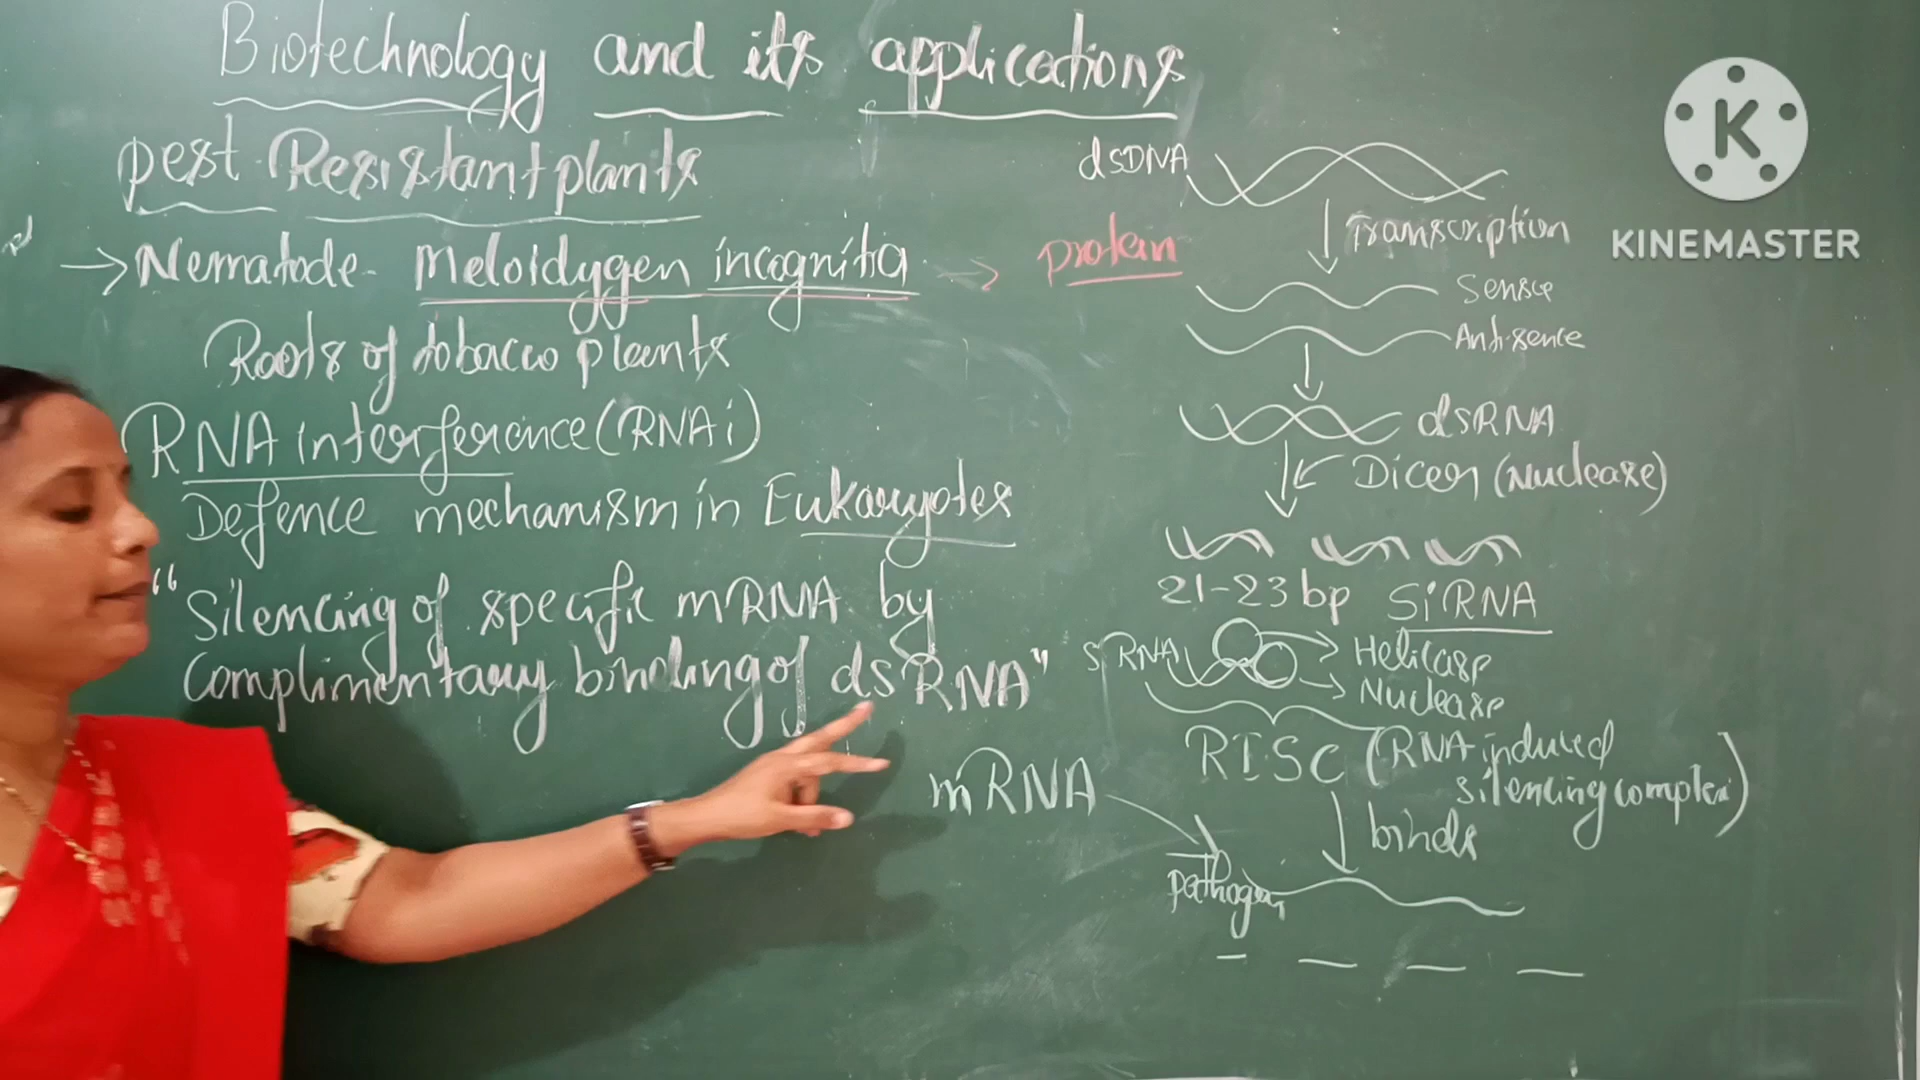 Biotechnology and its applications
pest Resistant plants
→ Nematode - Meloidygen incognitia → protein
Roots of tobacco plants
RNA interference (RNAi)
Defence mechanism in Eukaryotes
"Silencing of specific mRNA by
Complimentary binding of dsRNA"
dsDNA
Transcription
Sensce
Anti-sence
dsRNA
Dicer (Nuclease)
21-23 bp SiRNA
SiRNA
Helicase
Nuclease
RISC (RNA induced
silencing complex)
mRNA
binds
pathogen
K
KINEMASTER